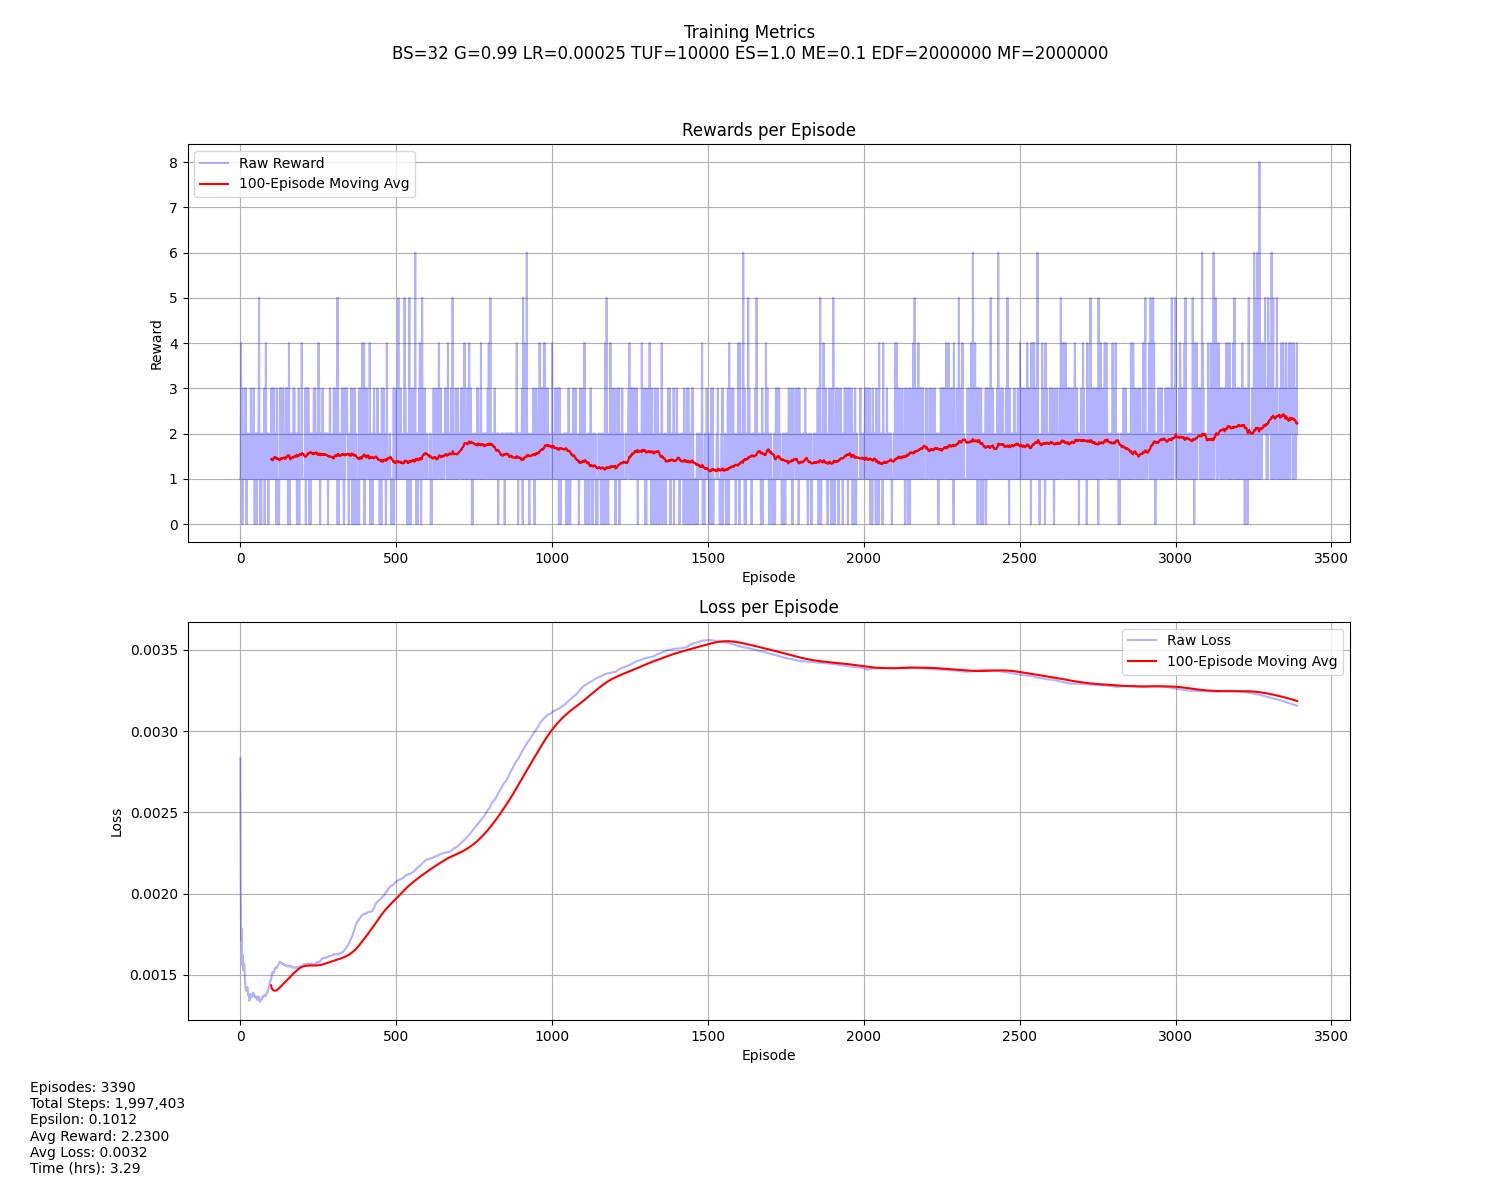 Training Metrics
BS=32 G=0.99 LR=0.00025 TUF=10000 ES=1.0 ME=0.1 EDF=2000000 MF=2000000
Rewards per Episode
Raw Reward
100-Episode Moving Avg
Reward
8
7
6
5
4
3
2
1
0
0 500 1000 1500 2000 2500 3000 3500
Episode
Loss per Episode
Raw Loss
100-Episode Moving Avg
Loss
0.0035
0.0030
0.0025
0.0020
0.0015
0 500 1000 1500 2000 2500 3000 3500
Episode
Episodes: 3390
Total Steps: 1,997,403
Epsilon: 0.1012
Avg Reward: 2.2300
Avg Loss: 0.0032
Time (hrs): 3.29